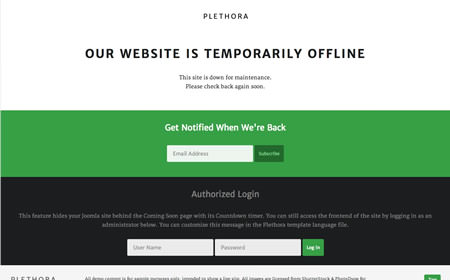 PLETHORA
OUR WEBSITE IS TEMPORARILY OFFLINE
This site is down for maintenance.
Please check back again soon.
Get Notified When We're Back
Email Address
Subscribe
Authorized Login
This feature hides your Joomla site behind the Coming Soon page with its Countdown timer. You can still access the frontend of the site by logging in as an
administrator below. You can customise this message in the Plethora template language file.
User Name
Password
Log In
PLETHORA
All demo content is for sample purposes only, intended to show a live site. All images are licensed from ShutterStock & PhotoDune for